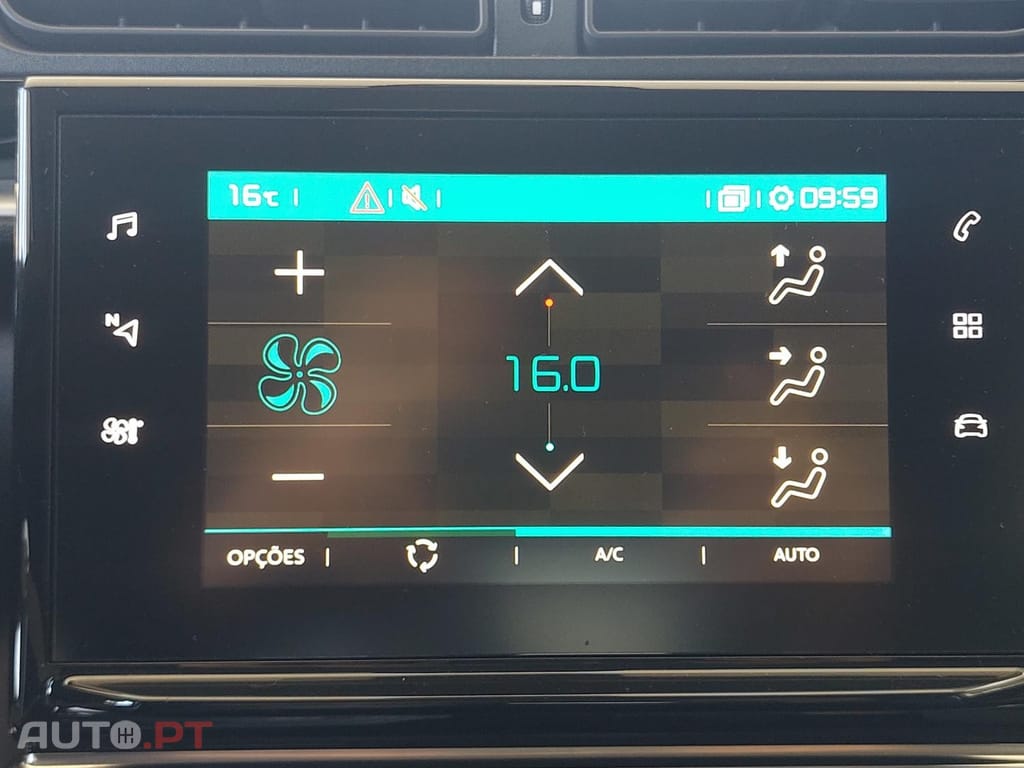 16℃ 09:59
N
16.0
OPÇÕES A/C AUTO
AUTO.PT